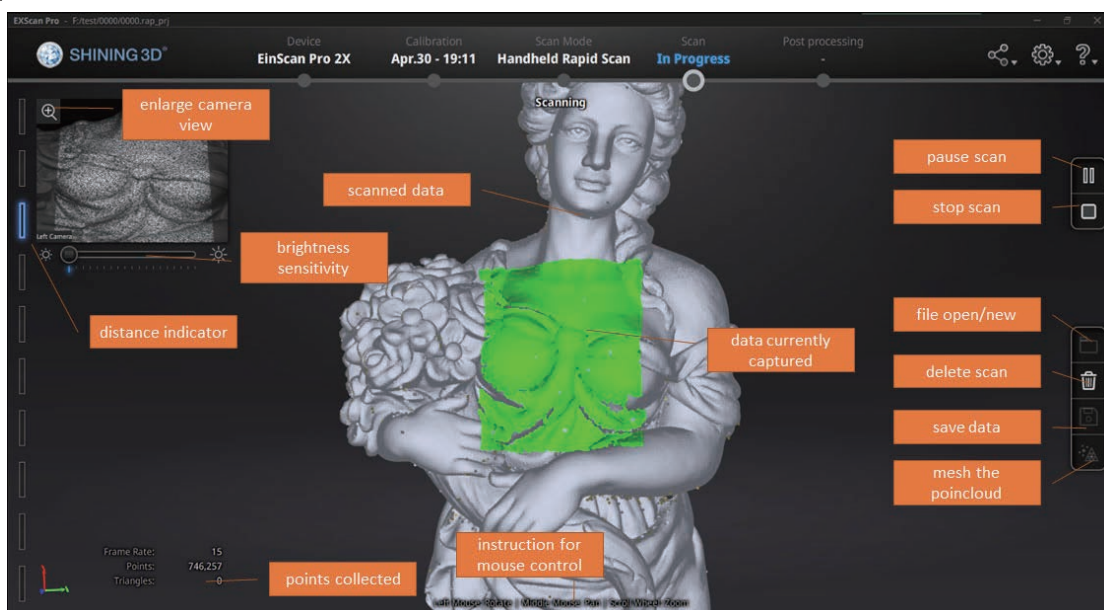 EXScan Pro - F:/test/0000/0000.rap_prj
SHINING 3D®
Device
EinScan Pro 2X
Calibration
Apr.30 - 19:11
Scan Mode
Handheld Rapid Scan
Scan
In Progress
Post processing
-
Scanning
enlarge camera
view
Left Camera
scanned data
brightness
sensitivity
distance indicator
data currently
captured
pause scan
stop scan
file open/new
delete scan
save data
mesh the
poincloud
Frame Rate: 15
Points: 746,257
Triangles: 0
points collected
instruction for
mouse control
Left Mouse: Rotate | Middle Mouse: Pan | Scroll Wheel: Zoom